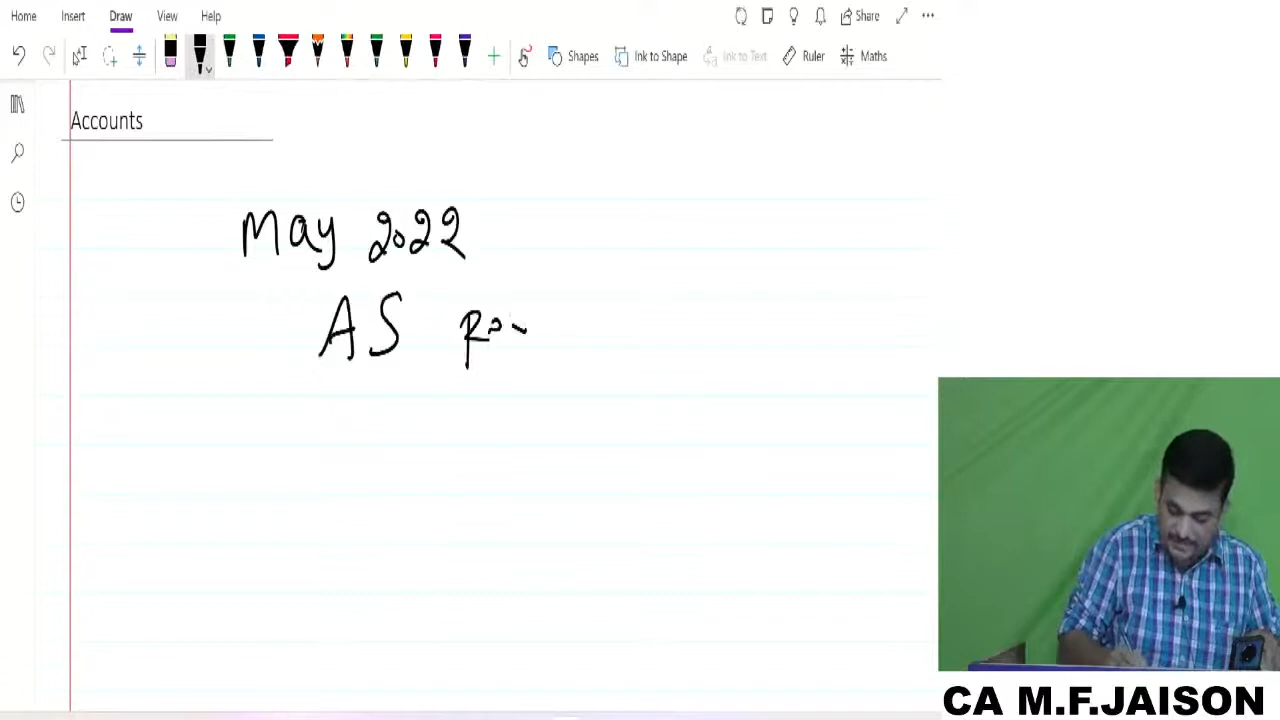 Home Insert Draw View Help Share
Ink to Shape Ink to Text Ruler Maths Shapes
Accounts
May 2022
AS
CA M.F.JAISON